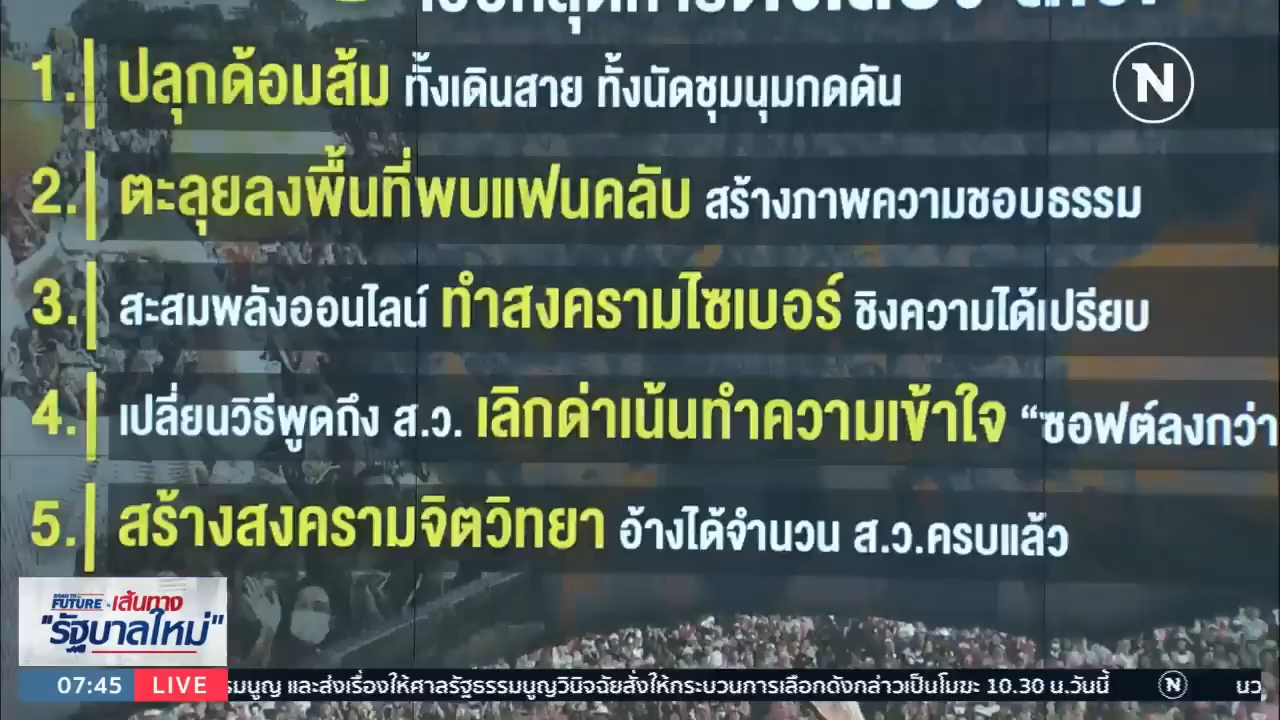 1. ปลุกด้อมส้ม ทั้งเดินสาย ทั้งนัดชุมนุมกดดัน
N
2. ตะลุยลงพื้นที่พบแฟนคลับ สร้างภาพความชอบธรรม
3. สะสมพลังออนไลน์ ทำสงครามไซเบอร์ ชิงความได้เปรียบ
4. เปลี่ยนวิธีพูดถึง ส.ว. เลิกด่าเน้นทำความเข้าใจ “ซอฟต์ลงกว่า
5. สร้างสงครามจิตวิทยา อ้างได้จำนวน ส.ว.ครบแล้ว
ROAD TO FUTURE เส้นทาง
"รัฐบาลใหม่"
07:45 LIVE รมนูญ และส่งเรื่องให้ศาลรัฐธรรมนูญวินิจฉัยสั่งให้กระบวนการเลือกดังกล่าวเป็นโมฆะ 10.30 น.วันนี้ N นว